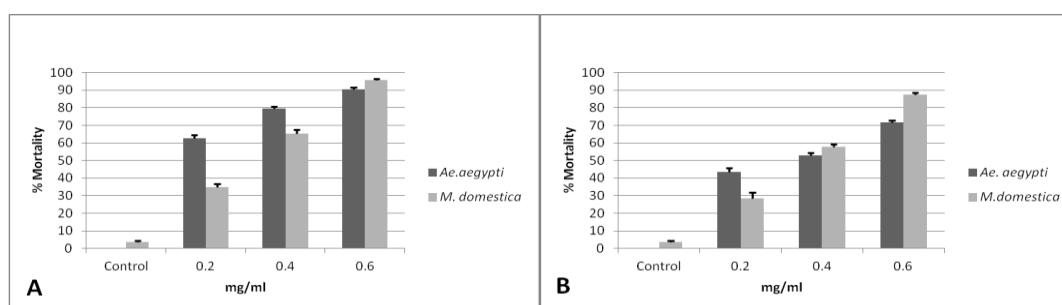 100
90
80
70
60
50
40
30
20
10
0
% Mortality
Control 0.2 0.4 0.6
mg/ml
Ae.aegypti
M. domestica
A
100
90
80
70
60
50
40
30
20
10
0
% Mortality
Control 0.2 0.4 0.6
mg/ml
Ae. aegypti
M.domestica
B